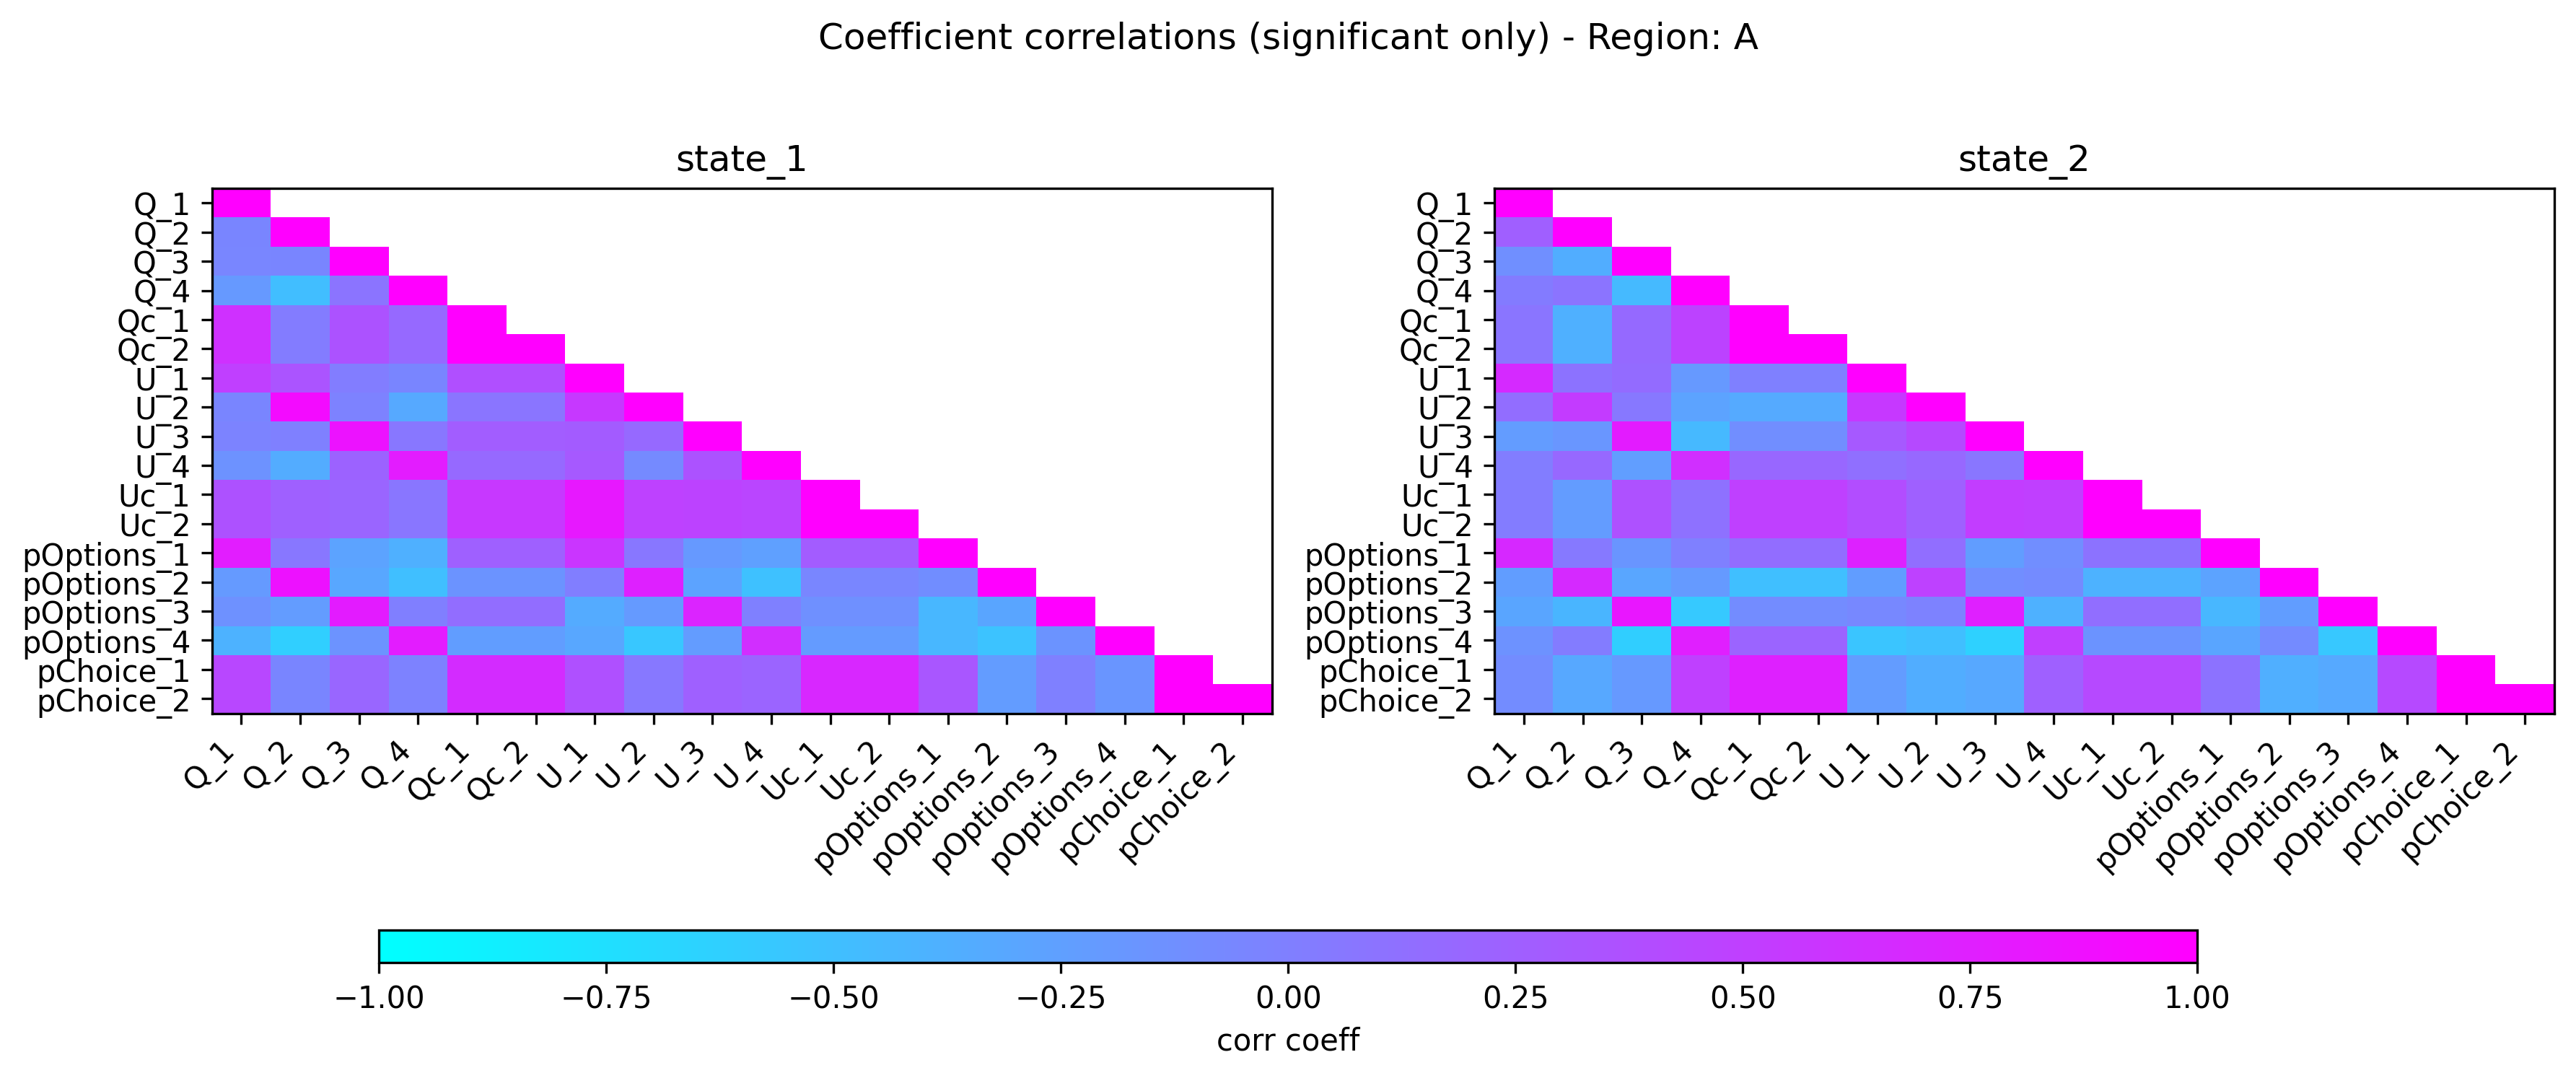 Coefficient correlations (significant only) - Region: A
state_1
Q_1
Q_2
Q_3
Q_4
Qc_1
Qc_2
U_1
U_2
U_3
U_4
Uc_1
Uc_2
pOptions_1
pOptions_2
pOptions_3
pOptions_4
pChoice_1
pChoice_2
Q_1 Q_2 Q_3 Q_4 Qc_1 Qc_2 U_1 U_2 U_3 U_4 Uc_1 Uc_2 pOptions_1 pOptions_2 pOptions_3 pOptions_4 pChoice_1 pChoice_2
state_2
Q_1
Q_2
Q_3
Q_4
Qc_1
Qc_2
U_1
U_2
U_3
U_4
Uc_1
Uc_2
pOptions_1
pOptions_2
pOptions_3
pOptions_4
pChoice_1
pChoice_2
Q_1 Q_2 Q_3 Q_4 Qc_1 Qc_2 U_1 U_2 U_3 U_4 Uc_1 Uc_2 pOptions_1 pOptions_2 pOptions_3 pOptions_4 pChoice_1 pChoice_2
−1.00 −0.75 −0.50 −0.25 0.00 0.25 0.50 0.75 1.00
corr coeff